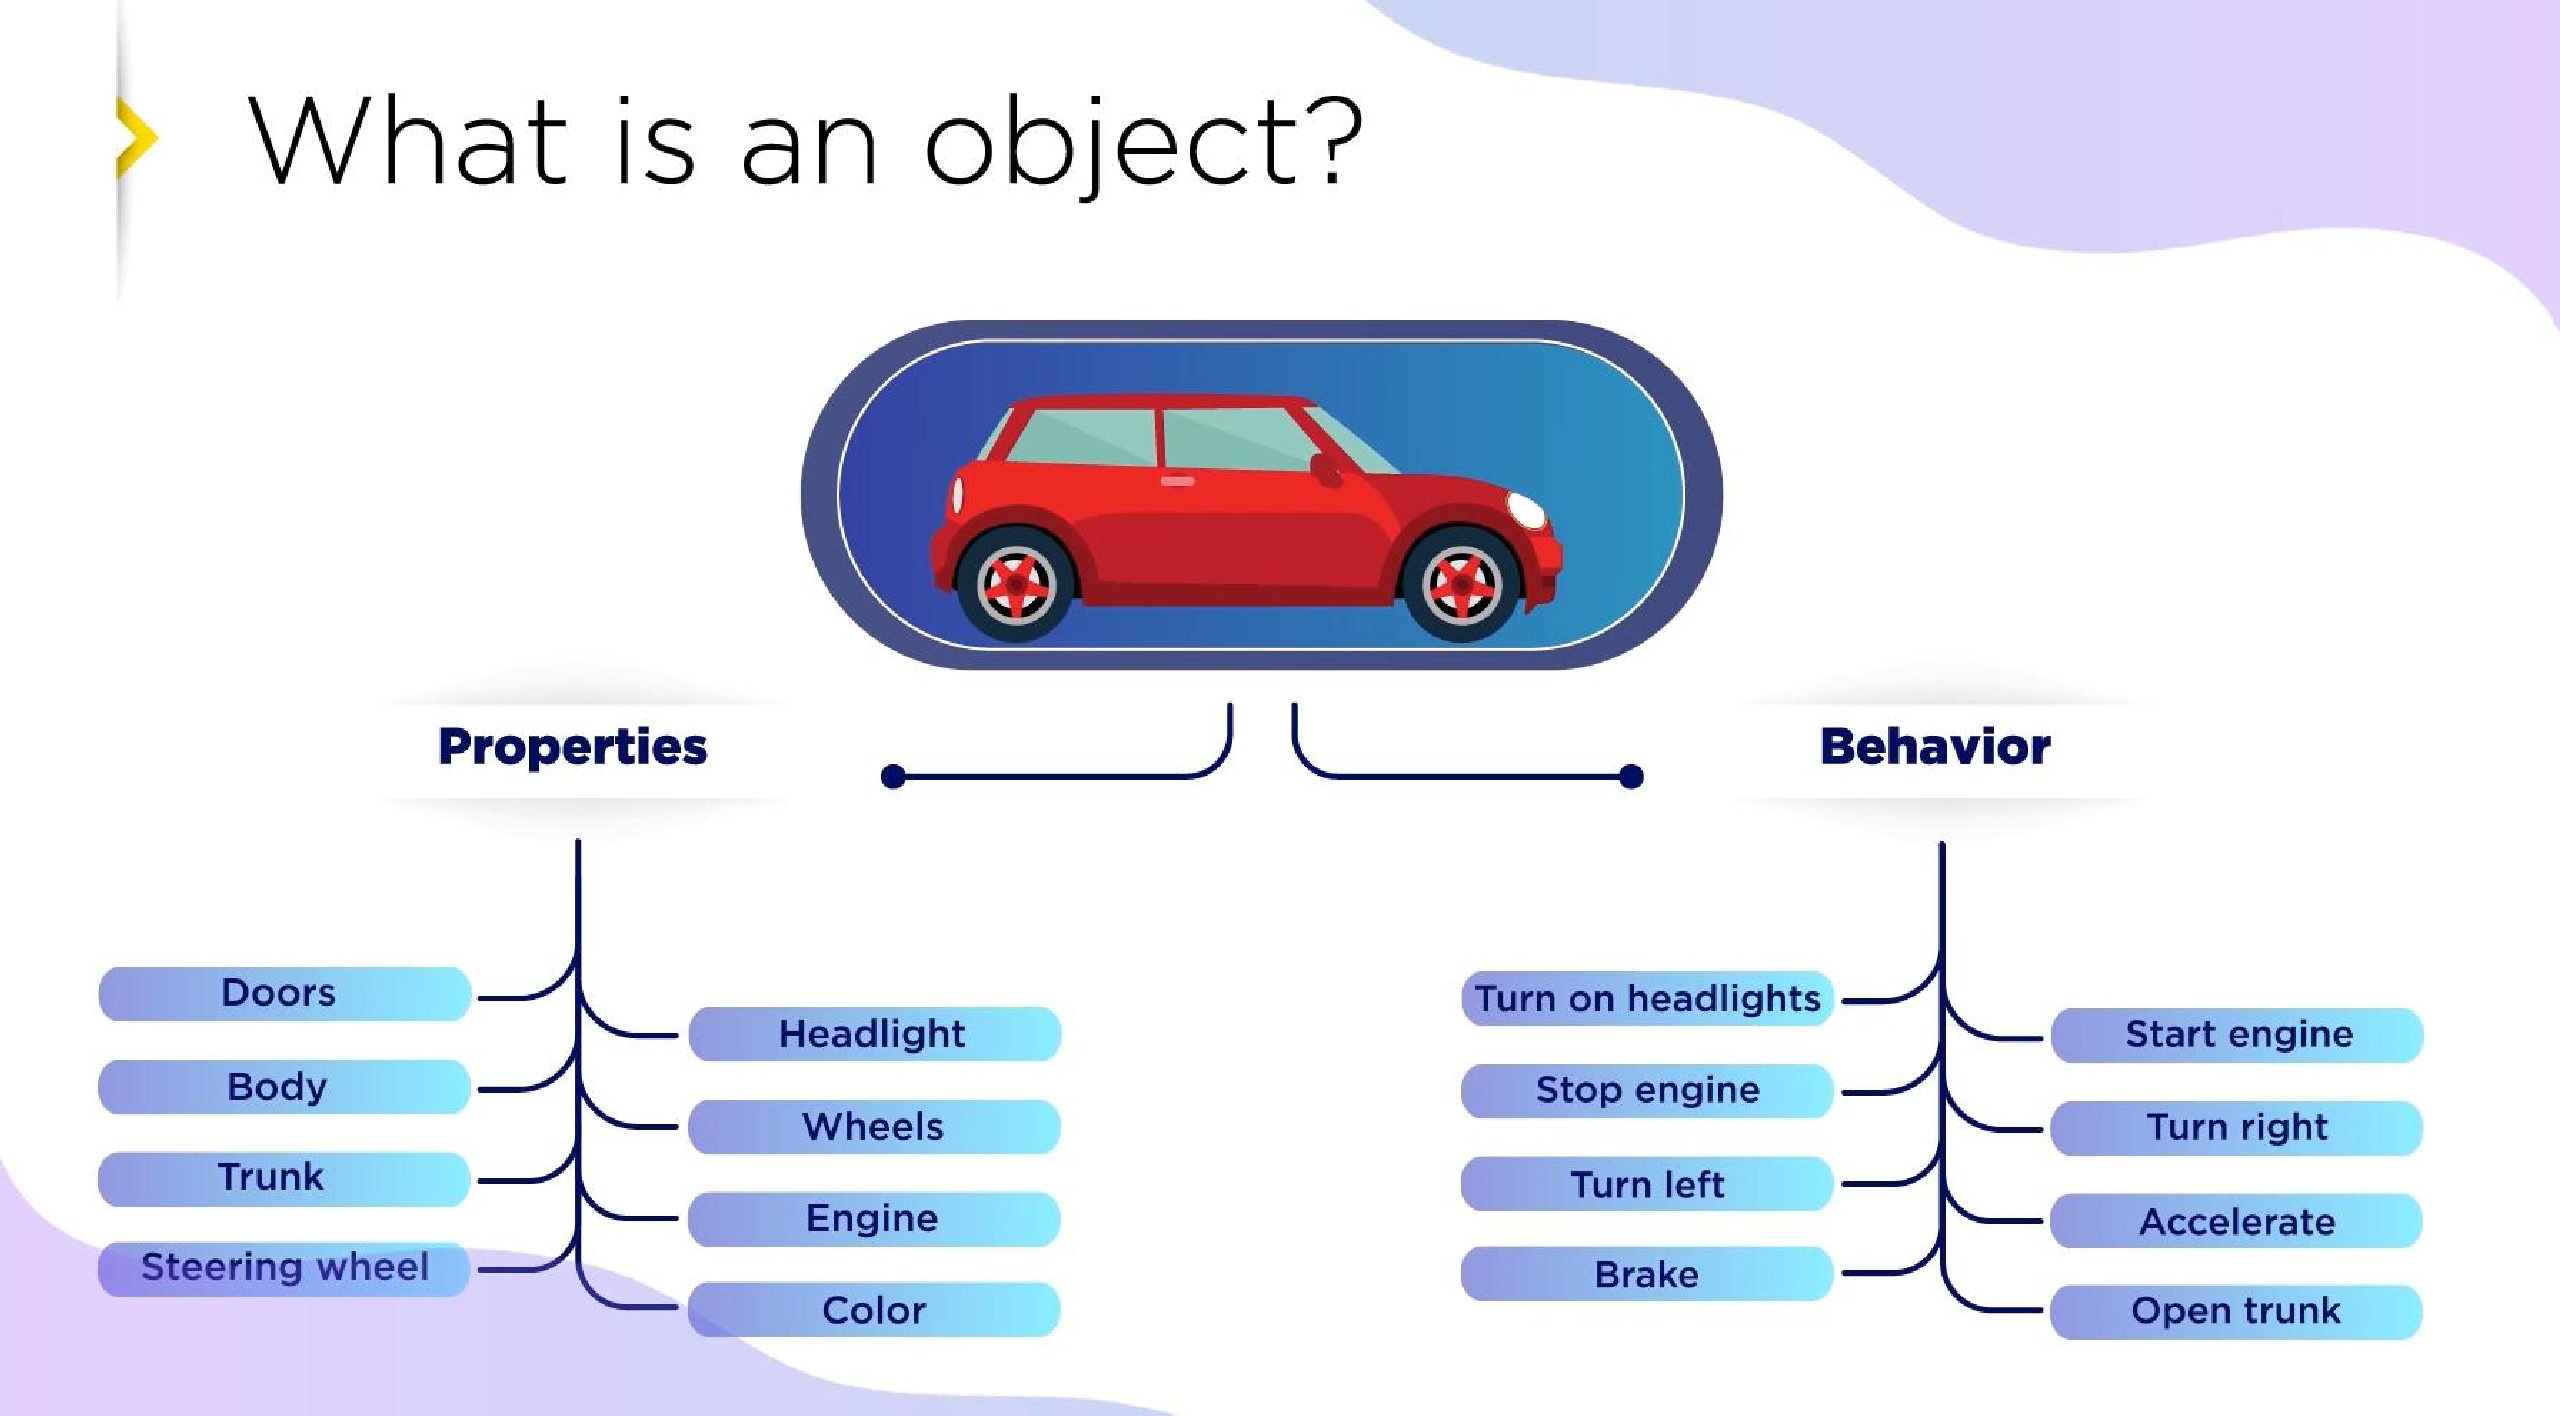 What is an object?
Properties
Behavior
Doors
Headlight
Body
Wheels
Trunk
Engine
Steering wheel
Color
Turn on headlights
Start engine
Stop engine
Turn right
Turn left
Accelerate
Brake
Open trunk